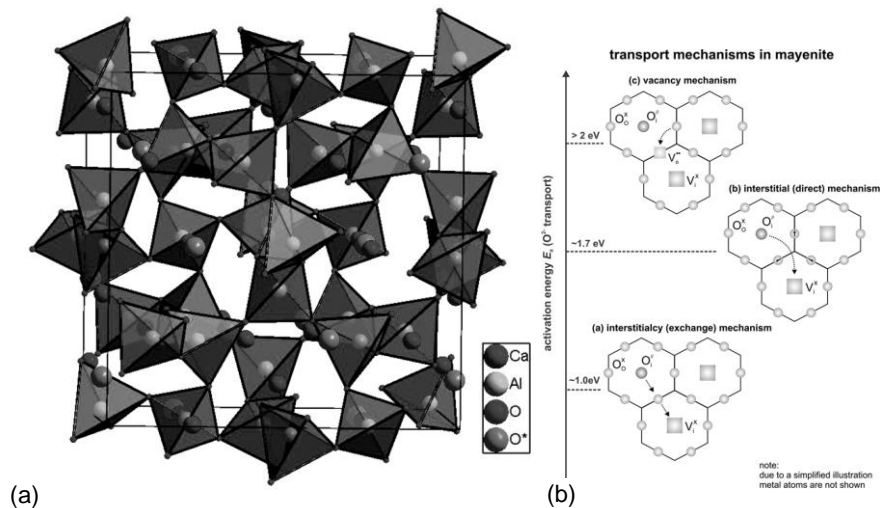 Ca
Al
O
O*
(a)
transport mechanisms in mayenite
activation energy Eₐ (O²⁻ transport)
(c) vacancy mechanism
> 2 eV
(b) interstitial (direct) mechanism
~1.7 eV
(a) interstitialcy (exchange) mechanism
~1.0eV
note:
due to a simplified illustration
metal atoms are not shown
(b)